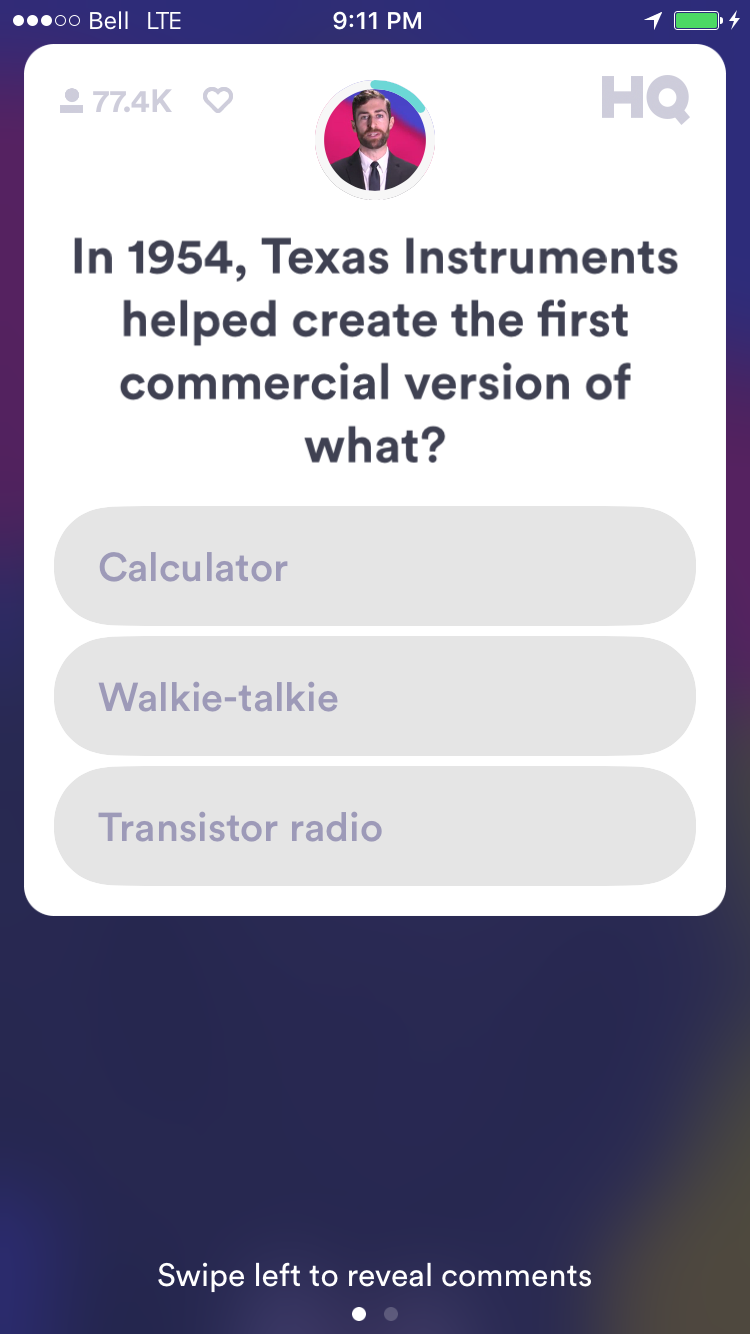 Bell LTE 9:11 PM
77.4K HQ
In 1954, Texas Instruments
helped create the first
commercial version of
what?
Calculator
Walkie-talkie
Transistor radio
Swipe left to reveal comments